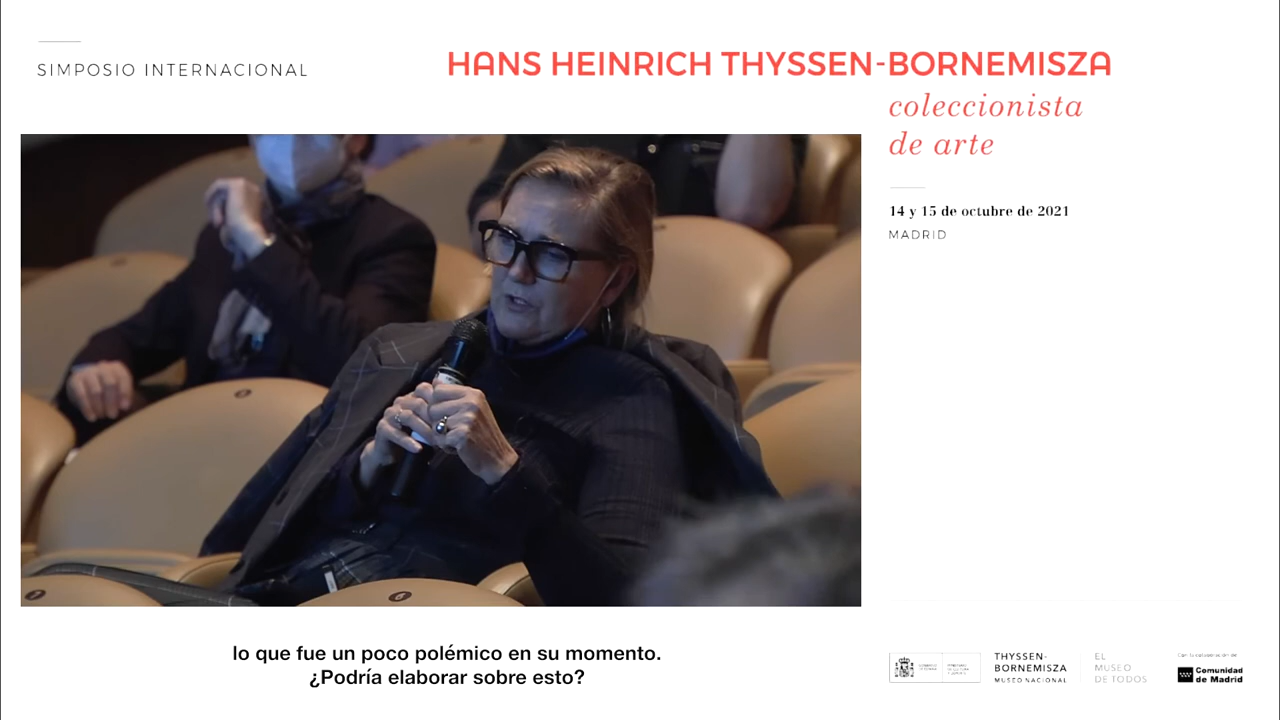 SIMPOSIO INTERNACIONAL
HANS HEINRICH THYSSEN-BORNEMISZA
coleccionista
de arte
14 y 15 de octubre de 2021
MADRID
lo que fue un poco polémico en su momento.
¿Podría elaborar sobre esto?
THYSSEN-
BORNEMISZA
MUSEO NACIONAL
EL
MUSEO
DE TODOS
Comunidad
de Madrid